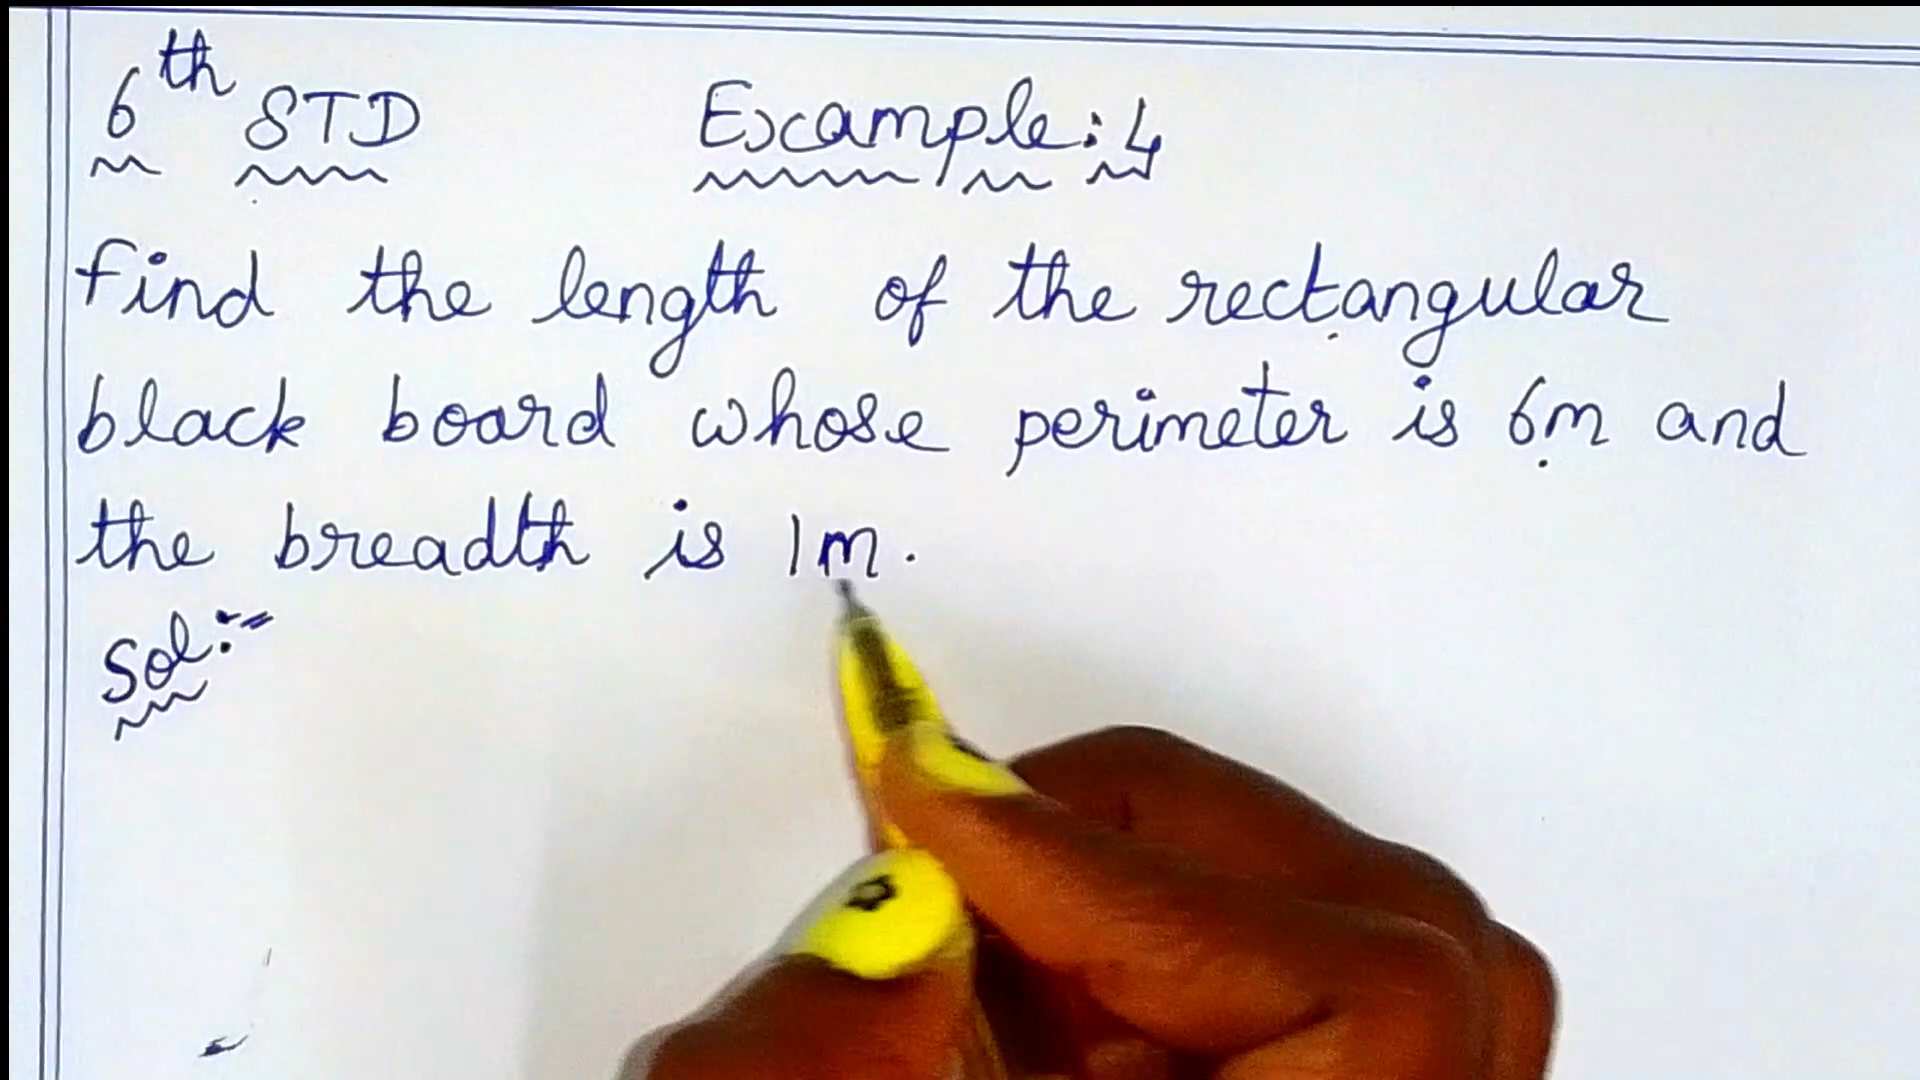 6th STD Example:4
find the length of the rectangular
black board whose perimeter is 6m and
the breadth is 1m.
Sol:-